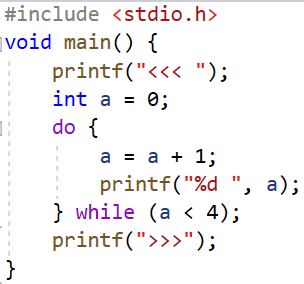 #include <stdio.h>
void main() {
    printf("<<< ");
    int a = 0;
    do {
        a = a + 1;
        printf("%d ", a);
    } while (a < 4);
    printf(">>>");
}